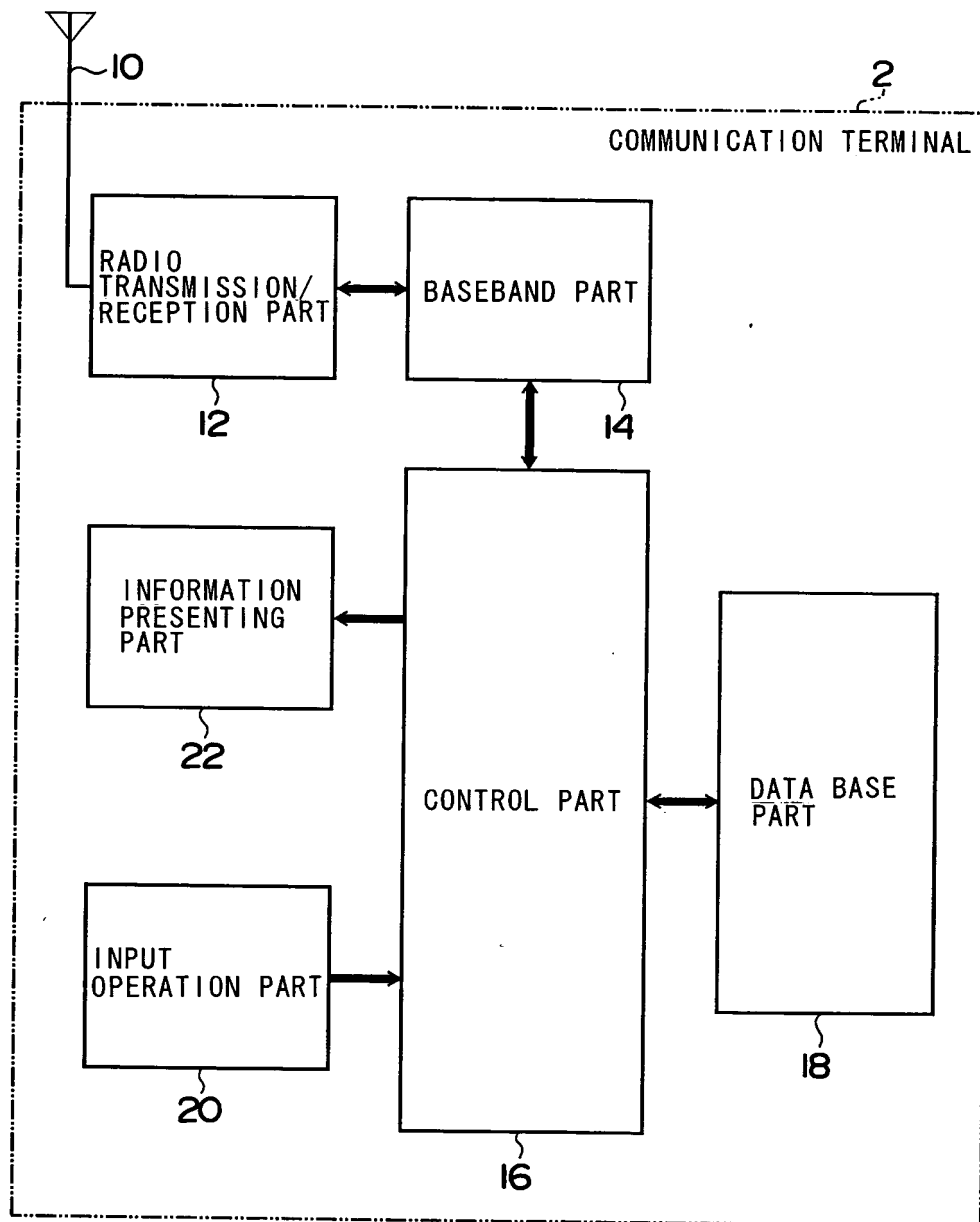 10
2
COMMUNICATION TERMINAL
RADIO
TRANSMISSION/
RECEPTION PART
BASEBAND PART
12
14
INFORMATION
PRESENTING
PART
22
CONTROL PART
DATA BASE
PART
INPUT
OPERATION PART
20
18
16